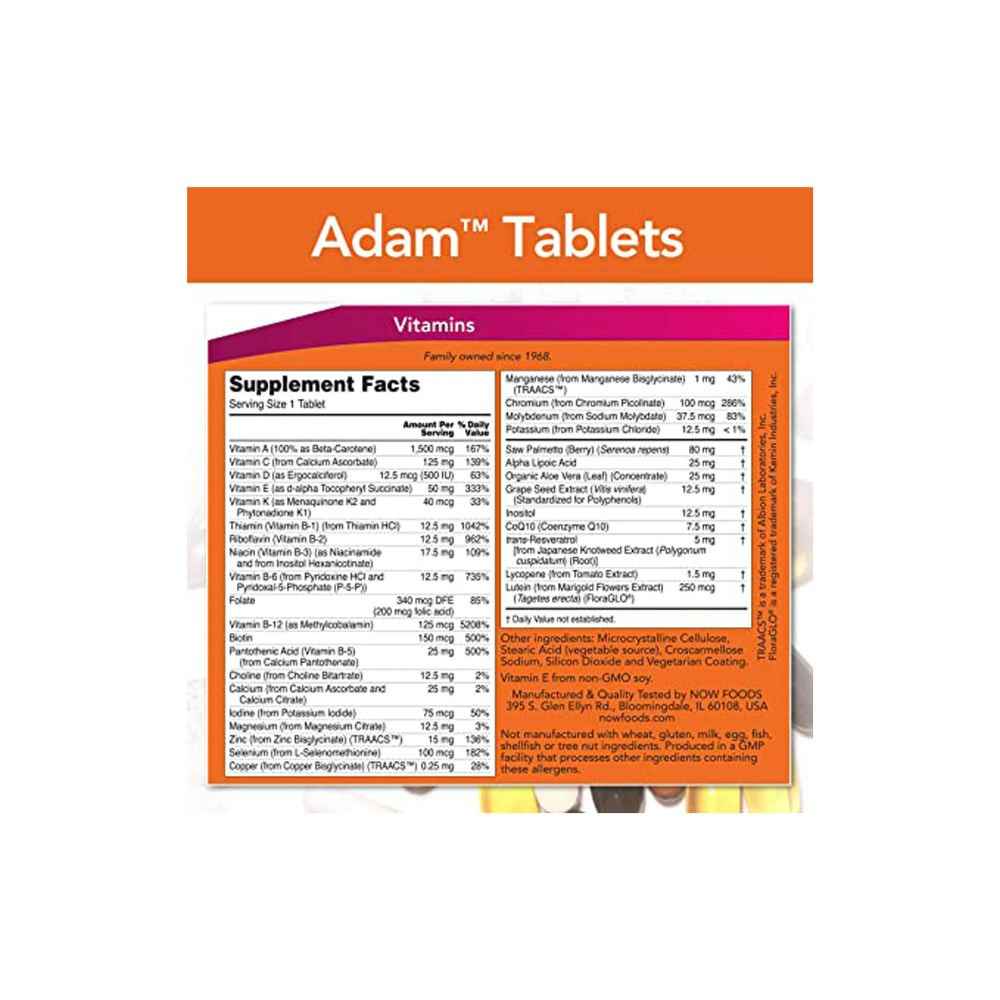 Adam™ Tablets
Vitamins
Family owned since 1968.
Supplement Facts
Serving Size 1 Tablet
Amount Per Serving % Daily Value
Vitamin A (100% as Beta-Carotene) 1,500 mcg 167%
Vitamin C (from Calcium Ascorbate) 125 mg 139%
Vitamin D (as Ergocalciferol) 12.5 mcg (500 IU) 63%
Vitamin E (as d-alpha Tocopheryl Succinate) 50 mg 333%
Vitamin K (as Menaquinone K2 and 40 mcg 33%
Phytonadione K1)
Thiamin (Vitamin B-1) (from Thiamin HCl) 12.5 mg 1042%
Riboflavin (Vitamin B-2) 12.5 mg 962%
Niacin (Vitamin B-3) (as Niacinamide 17.5 mg 109%
and from Inositol Hexanicotinate)
Vitamin B-6 (from Pyridoxine HCl and 12.5 mg 735%
Pyridoxal-5-Phosphate (P-5-P))
Folate 340 mcg DFE 85%
(200 mcg folic acid)
Vitamin B-12 (as Methylcobalamin) 125 mcg 5208%
Biotin 150 mcg 500%
Pantothenic Acid (Vitamin B-5) 25 mg 500%
(from Calcium Pantothenate)
Choline (from Choline Bitartrate) 12.5 mg 2%
Calcium (from Calcium Ascorbate and 25 mg 2%
Calcium Citrate)
Iodine (from Potassium Iodide) 75 mcg 50%
Magnesium (from Magnesium Citrate) 12.5 mg 3%
Zinc (from Zinc Bisglycinate) (TRAACS™) 15 mg 136%
Selenium (from L-Selenomethionine) 100 mcg 182%
Copper (from Copper Bisglycinate) (TRAACS™) 0.25 mg 28%
Manganese (from Manganese Bisglycinate) 1 mg 43%
(TRAACS™)
Chromium (from Chromium Picolinate) 100 mcg 286%
Molybdenum (from Sodium Molybdate) 37.5 mcg 83%
Potassium (from Potassium Chloride) 12.5 mg < 1%
Saw Palmetto (Berry) (Serenoa repens) 80 mg †
Alpha Lipoic Acid 25 mg †
Organic Aloe Vera (Leaf) (Concentrate) 25 mg †
Grape Seed Extract (Vitis vinifera) 12.5 mg †
(Standardized for Polyphenols)
Inositol 12.5 mg †
CoQ10 (Coenzyme Q10) 7.5 mg †
trans-Resveratrol 5 mg †
[from Japanese Knotweed Extract (Polygonum
cuspidatum) (Root)]
Lycopene (from Tomato Extract) 1.5 mg †
Lutein (from Marigold Flowers Extract) 250 mcg †
(Tagetes erecta) (FloraGLO®)
† Daily Value not established.
Other ingredients: Microcrystalline Cellulose,
Stearic Acid (vegetable source), Croscarmellose
Sodium, Silicon Dioxide and Vegetarian Coating.
Vitamin E from non-GMO soy.
Manufactured & Quality Tested by NOW FOODS
395 S. Glen Ellyn Rd., Bloomingdale, IL 60108, USA
nowfoods.com
Not manufactured with wheat, gluten, milk, egg, fish,
shellfish or tree nut ingredients. Produced in a GMP
facility that processes other ingredients containing
these allergens.
TRAACS™ is a trademark of Albion Laboratories, Inc.
FloraGLO® is a registered trademark of Kemin Industries, Inc.